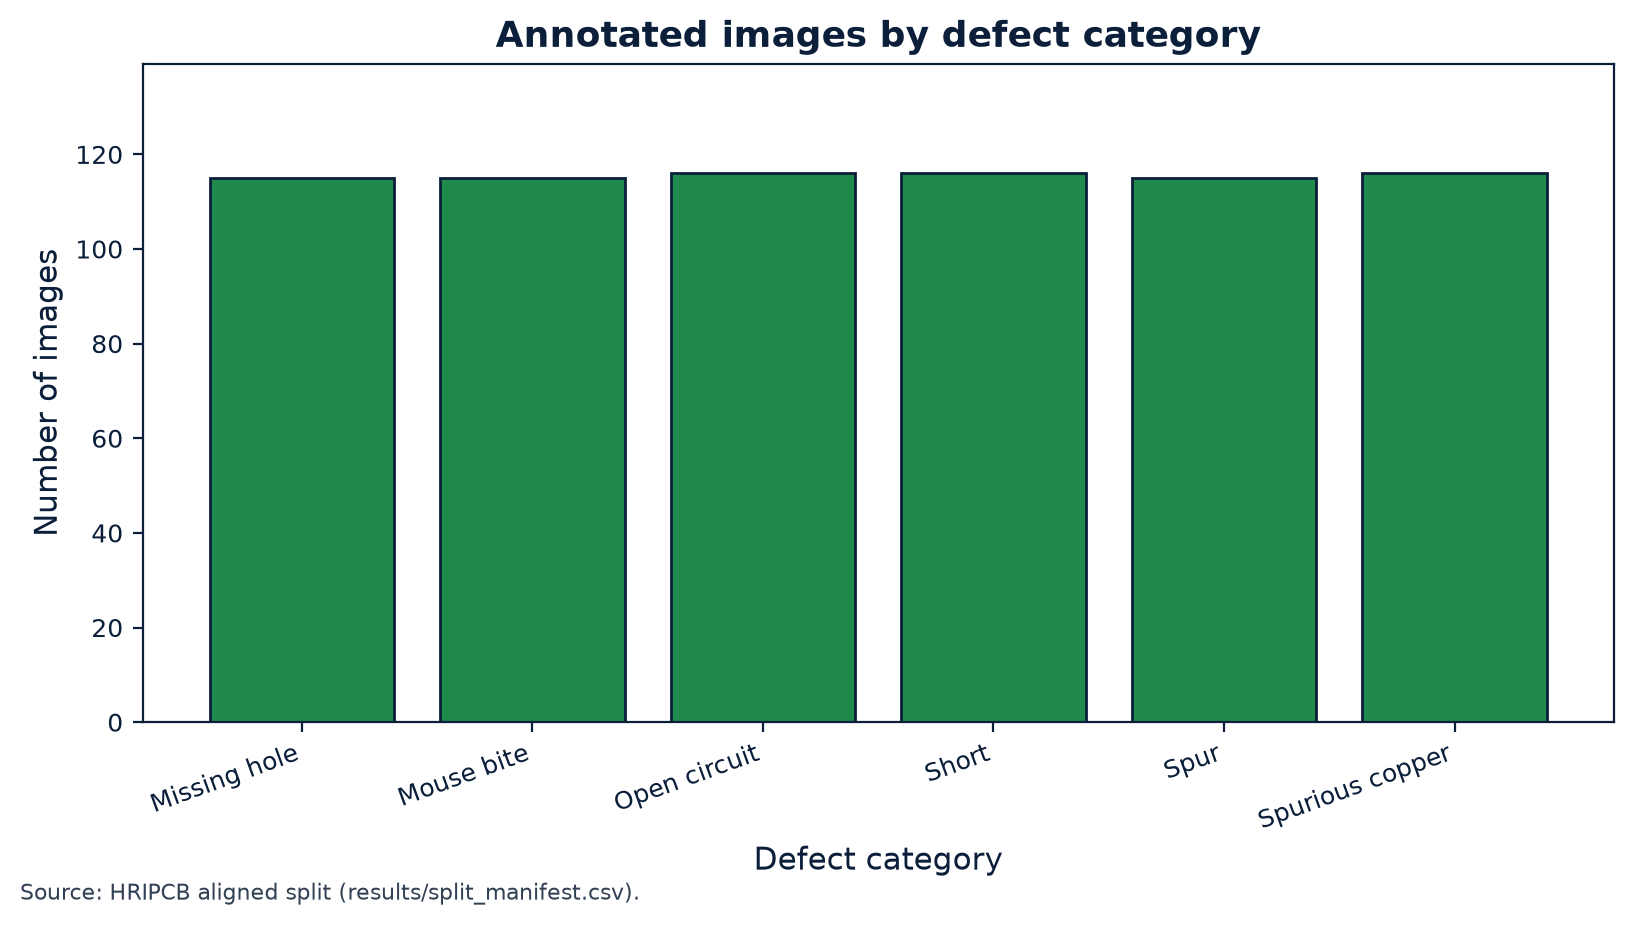 Annotated images by defect category
Number of images
120
100
80
60
40
20
0
Missing hole
Mouse bite
Open circuit
Short
Spur
Spurious copper
Defect category
Source: HRIPCB aligned split (results/split_manifest.csv).